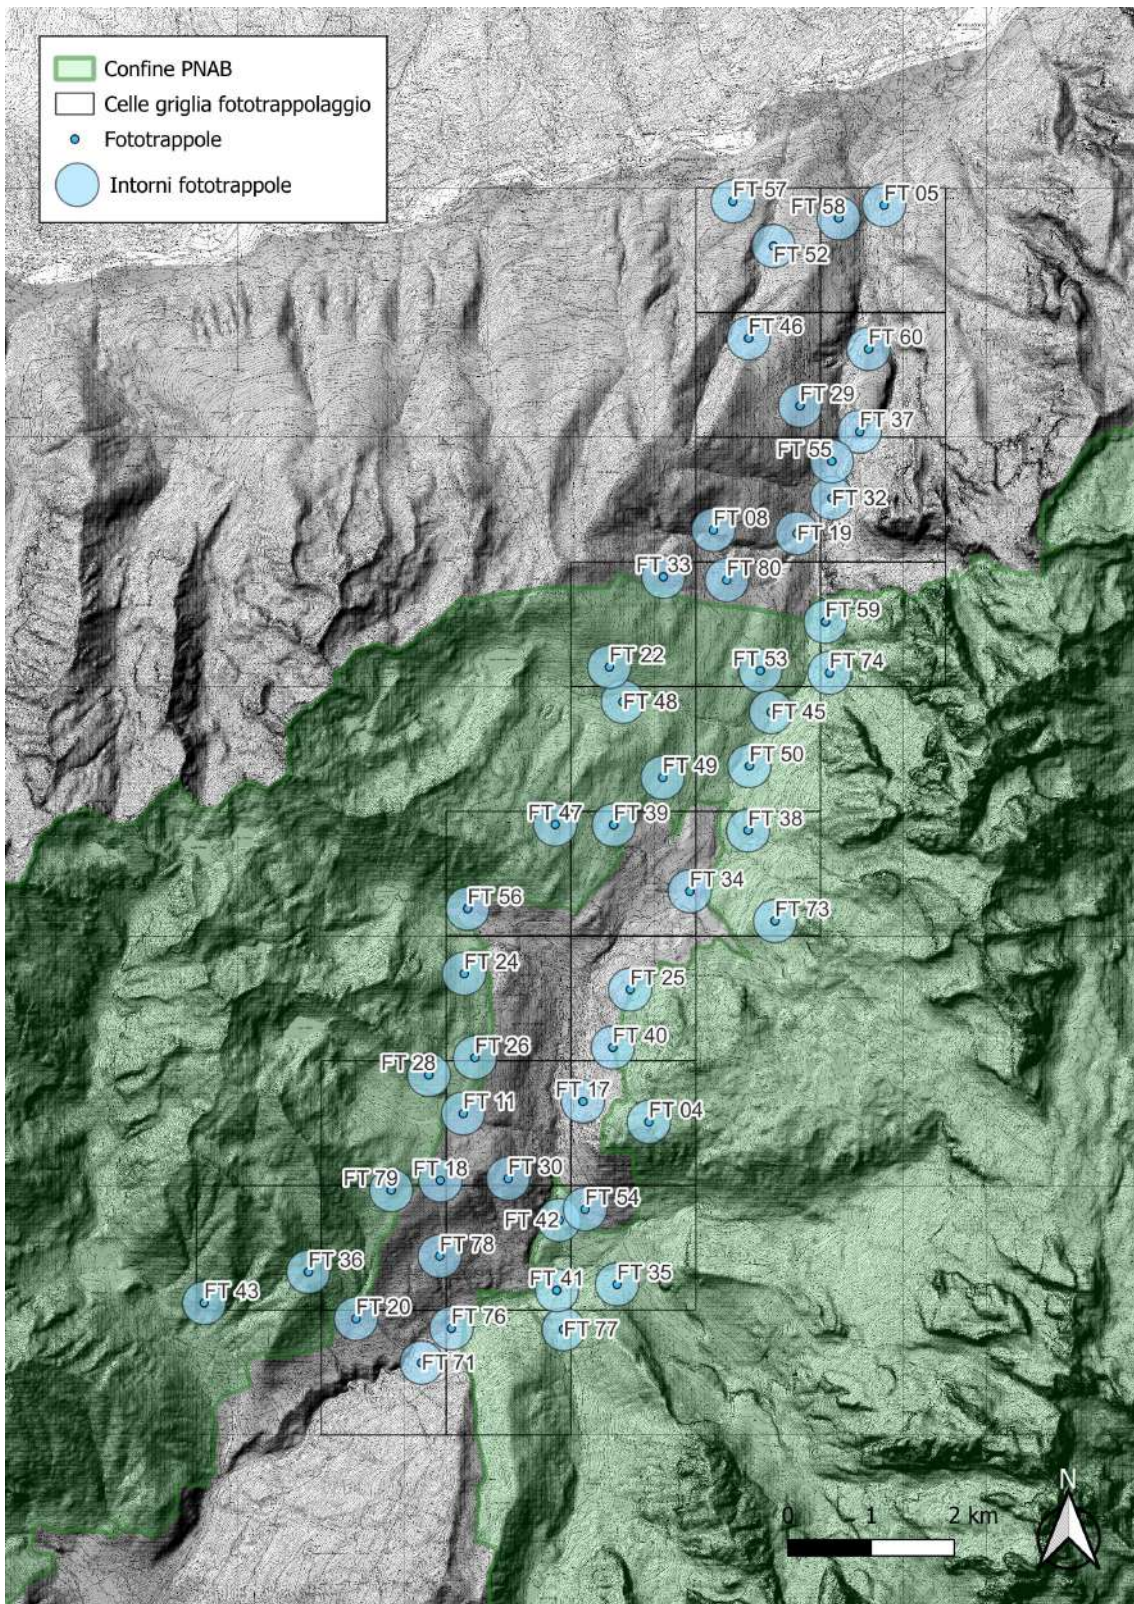 Confine PNAB
Celle griglia fototrappolaggio
Fototrappole
Intorni fototrappole
FT 57
FT 58
FT 05
FT 52
FT 46
FT 60
FT 29
FT 37
FT 55
FT 32
FT 08
FT 19
FT 33
FT 80
FT 59
FT 22
FT 53
FT 74
FT 48
FT 45
FT 50
FT 49
FT 47
FT 39
FT 38
FT 34
FT 56
FT 73
FT 24
FT 25
FT 40
FT 26
FT 28
FT 17
FT 11
FT 04
FT 30
FT 18
FT 79
FT 54
FT 42
FT 78
FT 36
FT 35
FT 41
FT 43
FT 20
FT 76
FT 77
FT 71
N
0 1 2 km